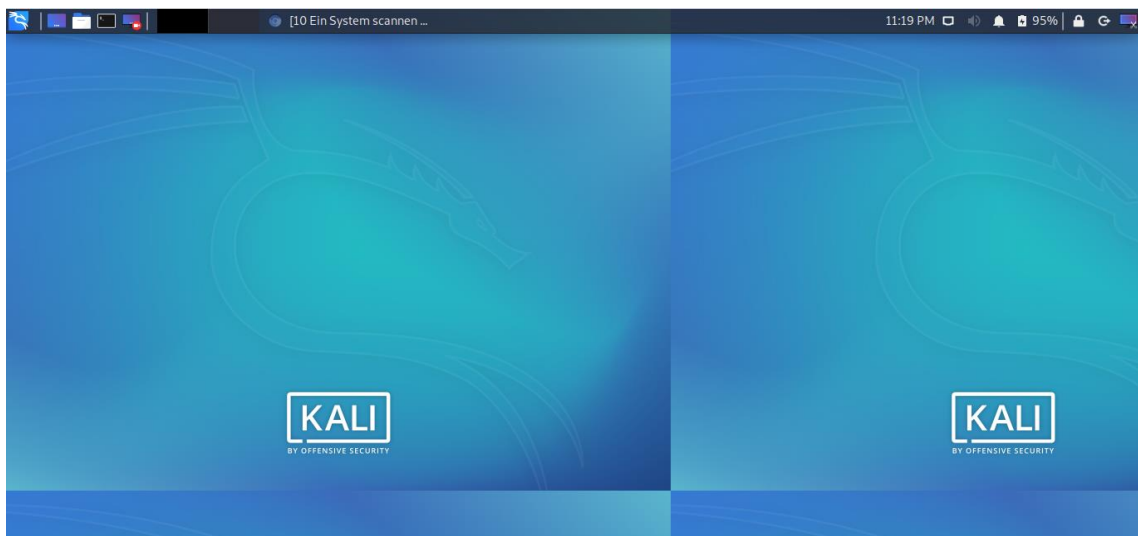 [10 Ein System scannen ...
11:19 PM
95%
KALI
BY OFFENSIVE SECURITY
KALI
BY OFFENSIVE SECURITY